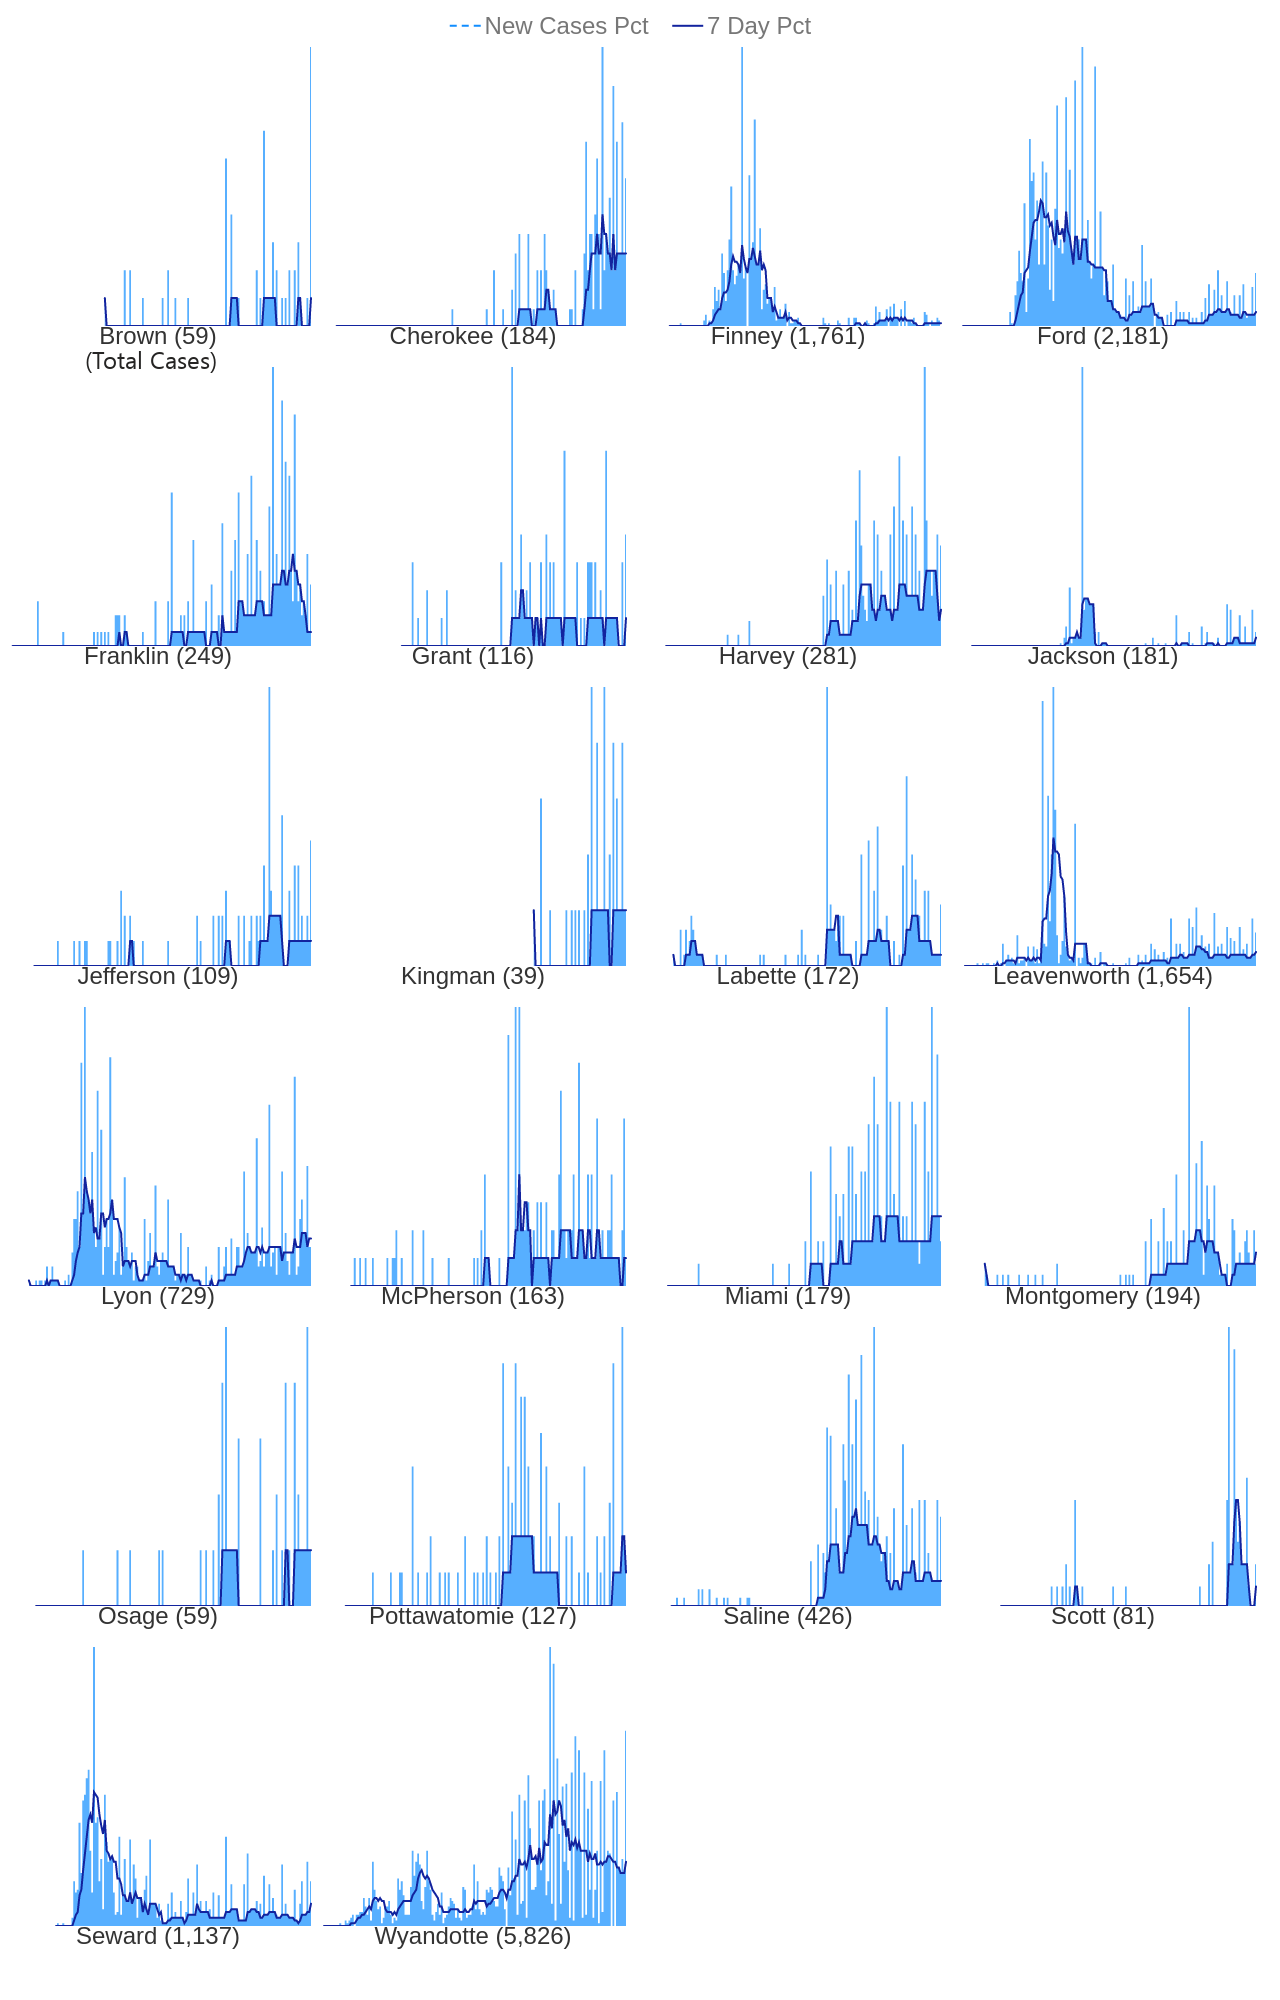 New Cases Pct 7 Day Pct
Brown (59) Cherokee (184) Finney (1,761) Ford (2,181)
(Total Cases)
Franklin (249) Grant (116) Harvey (281) Jackson (181)
Jefferson (109) Kingman (39) Labette (172) Leavenworth (1,654)
Lyon (729) McPherson (163) Miami (179) Montgomery (194)
Osage (59) Pottawatomie (127) Saline (426) Scott (81)
Seward (1,137) Wyandotte (5,826)